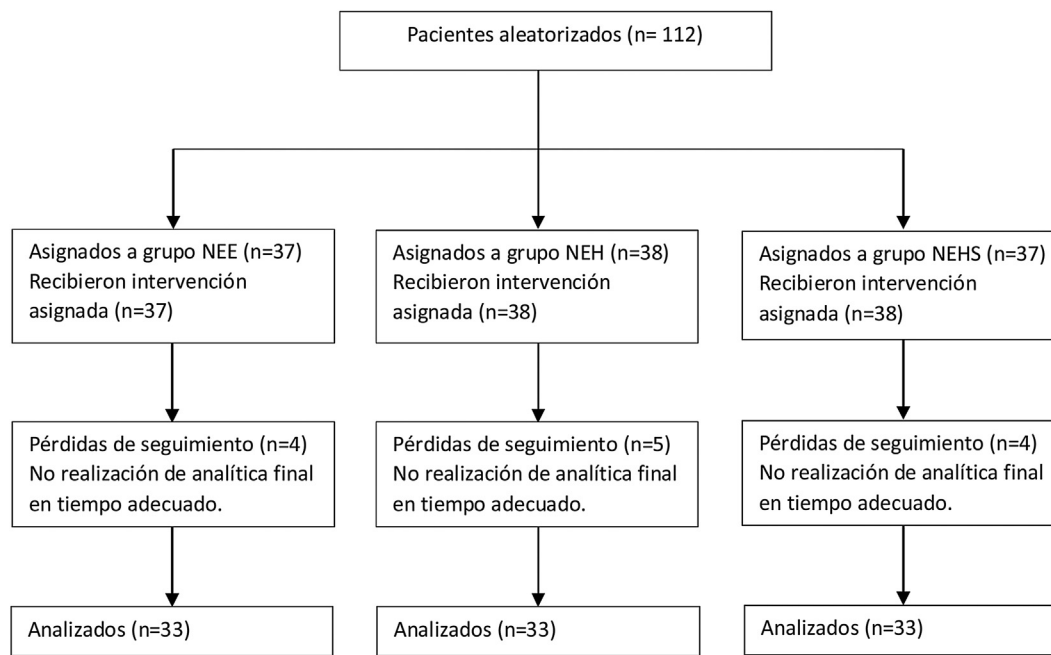 Pacientes aleatorizados (n= 112)
Asignados a grupo NEE (n=37)
Recibieron intervención
asignada (n=37)
Asignados a grupo NEH (n=38)
Recibieron intervención
asignada (n=38)
Asignados a grupo NEHS (n=37)
Recibieron intervención
asignada (n=38)
Pérdidas de seguimiento (n=4)
No realización de analítica final
en tiempo adecuado.
Pérdidas de seguimiento (n=5)
No realización de analítica final
en tiempo adecuado.
Pérdidas de seguimiento (n=4)
No realización de analítica final
en tiempo adecuado.
Analizados (n=33)
Analizados (n=33)
Analizados (n=33)